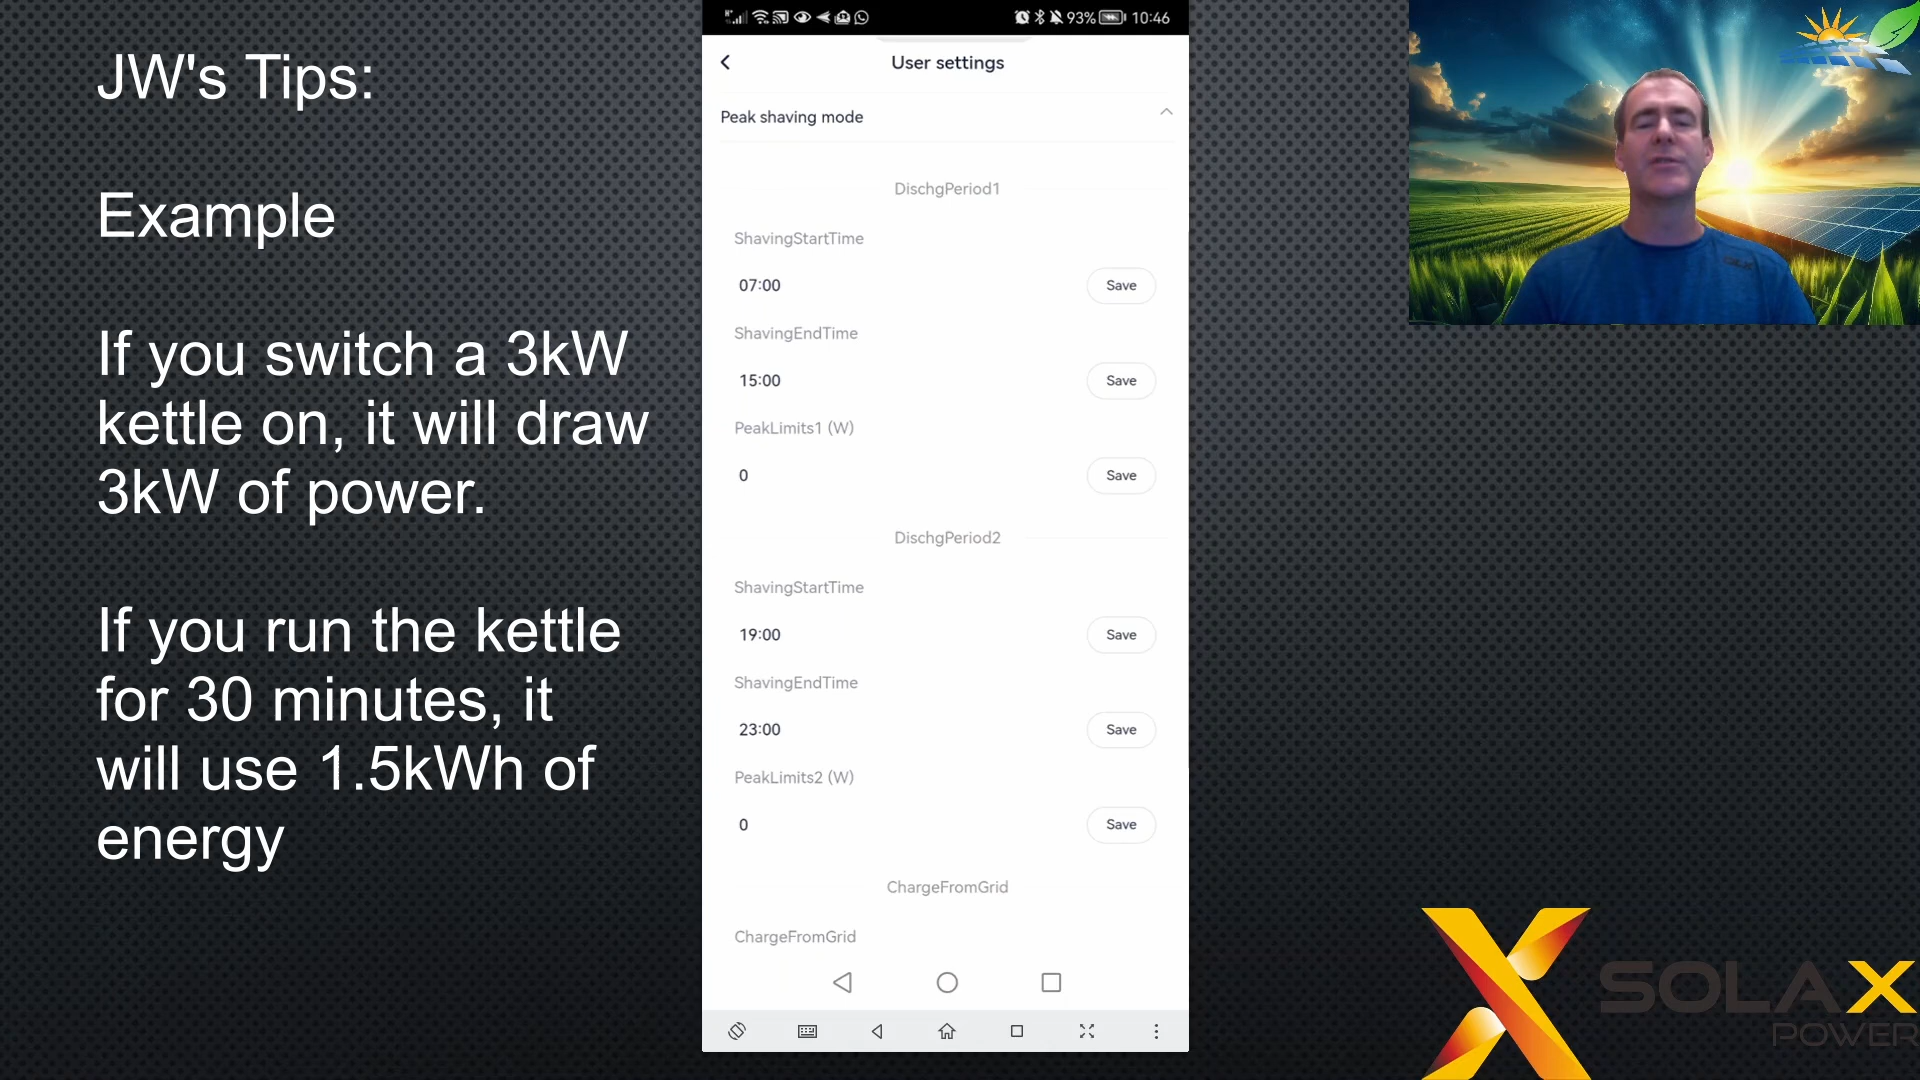 JW's Tips:
Example
If you switch a 3kW
kettle on, it will draw
3kW of power.
If you run the kettle
for 30 minutes, it
will use 1.5kWh of
energy
93% 10:46
User settings
Peak shaving mode
DischgPeriod1
ShavingStartTime
07:00 Save
ShavingEndTime
15:00 Save
PeakLimits1 (W)
0 Save
DischgPeriod2
ShavingStartTime
19:00 Save
ShavingEndTime
23:00 Save
PeakLimits2 (W)
0 Save
ChargeFromGrid
ChargeFromGrid
SOLAX
POWER